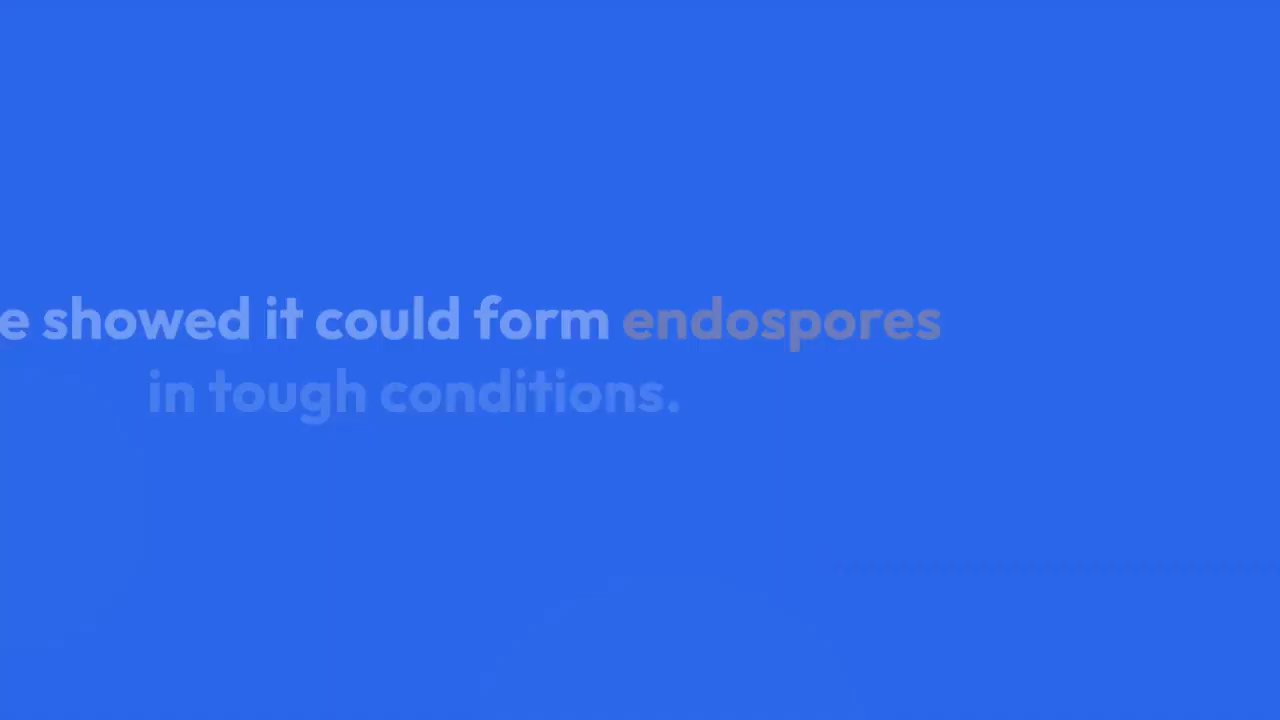 e showed it could form endospores
in tough conditions.